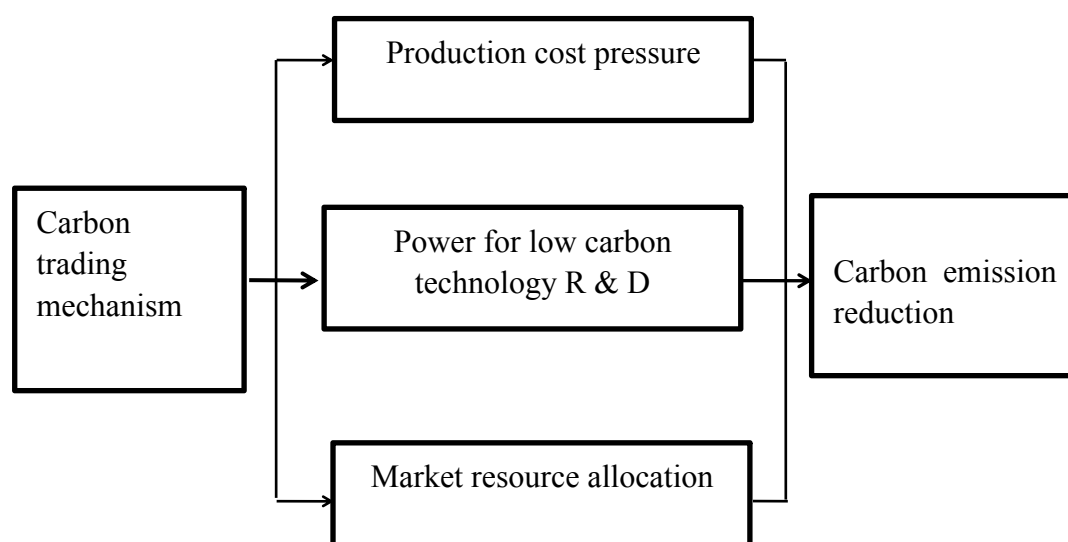 Production cost pressure
Carbon
trading
mechanism
Power for low carbon
technology R & D
Carbon emission
reduction
Market resource allocation